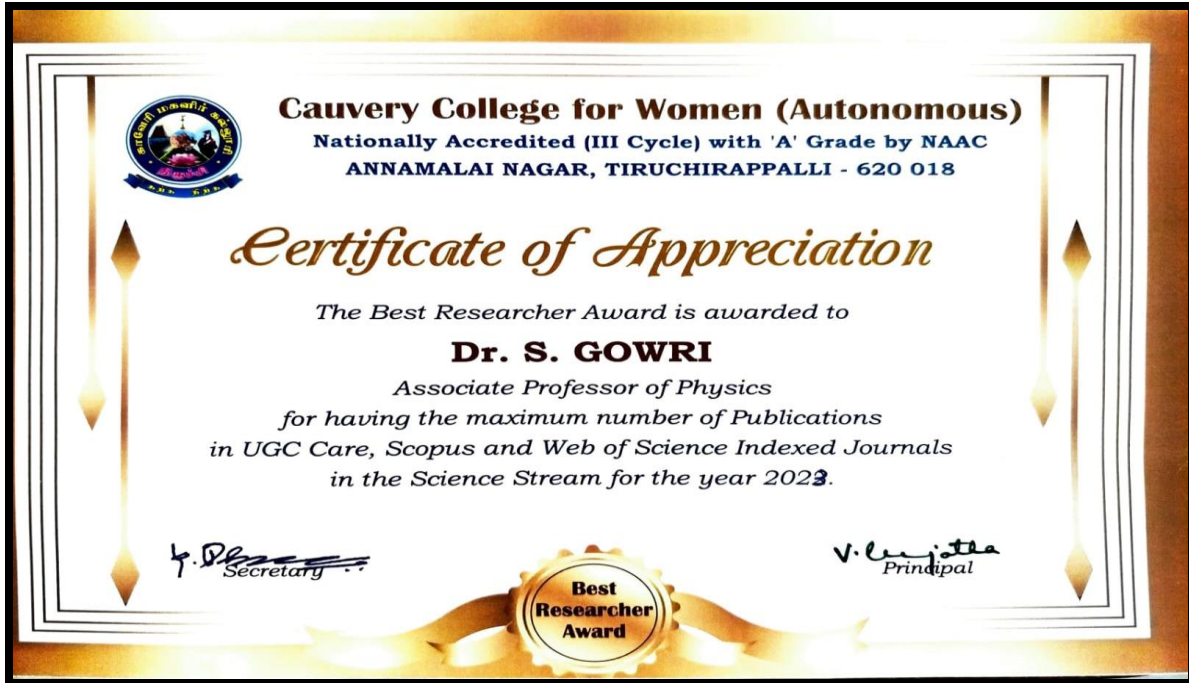 காவேரி மகளிர் கல்லூரி
திருச்சி
கற்க நிற்க
Cauvery College for Women (Autonomous)
Nationally Accredited (III Cycle) with 'A' Grade by NAAC
ANNAMALAI NAGAR, TIRUCHIRAPPALLI - 620 018
Certificate of Appreciation
The Best Researcher Award is awarded to
Dr. S. GOWRI
Associate Professor of Physics
for having the maximum number of Publications
in UGC Care, Scopus and Web of Science Indexed Journals
in the Science Stream for the year 2023.
Secretary
Principal
Best
Researcher
Award